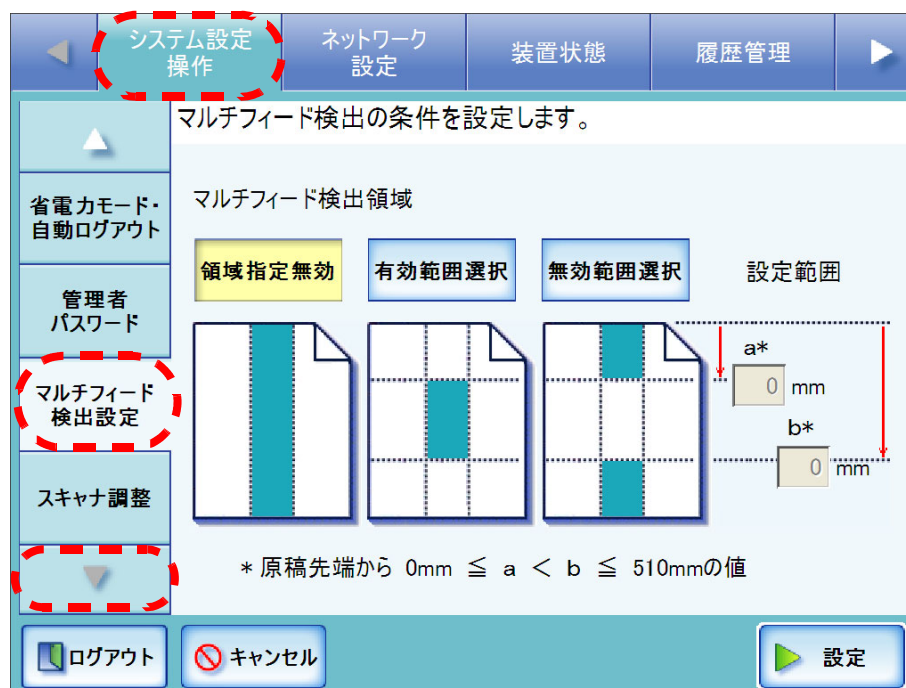 システム設定
操作
ネットワーク
設定
装置状態
履歴管理
マルチフィード検出の条件を設定します。
省電力モード・
自動ログアウト
管理者
パスワード
マルチフィード
検出設定
スキャナ調整
マルチフィード検出領域
領域指定無効
有効範囲選択
無効範囲選択
設定範囲
a*
0 mm
b*
0 mm
* 原稿先端から 0mm ≦ a < b ≦ 510mmの値
ログアウト
キャンセル
設定